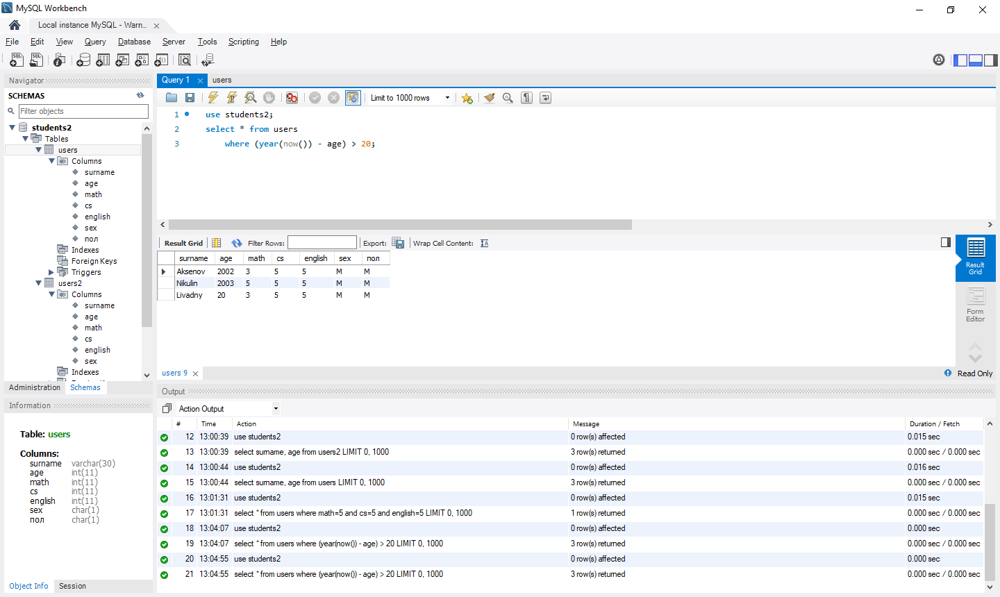 MySQL Workbench
Local instance MySQL - Warn...
File Edit View Query Database Server Tools Scripting Help
Navigator
SCHEMAS
Filter objects
students2
Tables
users
Columns
surname
age
math
cs
english
sex
пол
Indexes
Foreign Keys
Triggers
users2
Columns
surname
age
math
cs
english
sex
Indexes
Administration Schemas
Information
Table: users
Columns:
surname varchar(30)
age int(11)
math int(11)
cs int(11)
english int(11)
sex char(1)
пол char(1)
Object Info Session
Query 1 users
Limit to 1000 rows
1 use students2;
2 select * from users
3 where (year(now()) - age) > 20;
Result Grid Filter Rows: Export: Wrap Cell Content:
surname age math cs english sex пол
Aksenov 2002 3 5 5 M M
Nikulin 2003 5 5 5 M M
Livadny 20 3 5 5 M M
Result Grid
Form Editor
users 9
Read Only
Output
Action Output
# Time Action Message Duration / Fetch
12 13:00:39 use students2 0 row(s) affected 0.015 sec
13 13:00:39 select surname, age from users2 LIMIT 0, 1000 3 row(s) returned 0.000 sec / 0.000 sec
14 13:00:44 use students2 0 row(s) affected 0.016 sec
15 13:00:44 select surname, age from users LIMIT 0, 1000 3 row(s) returned 0.000 sec / 0.000 sec
16 13:01:31 use students2 0 row(s) affected 0.015 sec
17 13:01:31 select * from users where math=5 and cs=5 and english=5 LIMIT 0, 1000 1 row(s) returned 0.000 sec / 0.000 sec
18 13:04:07 use students2 0 row(s) affected 0.000 sec
19 13:04:07 select * from users where (year(now()) - age) > 20 LIMIT 0, 1000 3 row(s) returned 0.000 sec / 0.000 sec
20 13:04:55 use students2 0 row(s) affected 0.000 sec
21 13:04:55 select * from users where (year(now()) - age) > 20 LIMIT 0, 1000 3 row(s) returned 0.000 sec / 0.000 sec